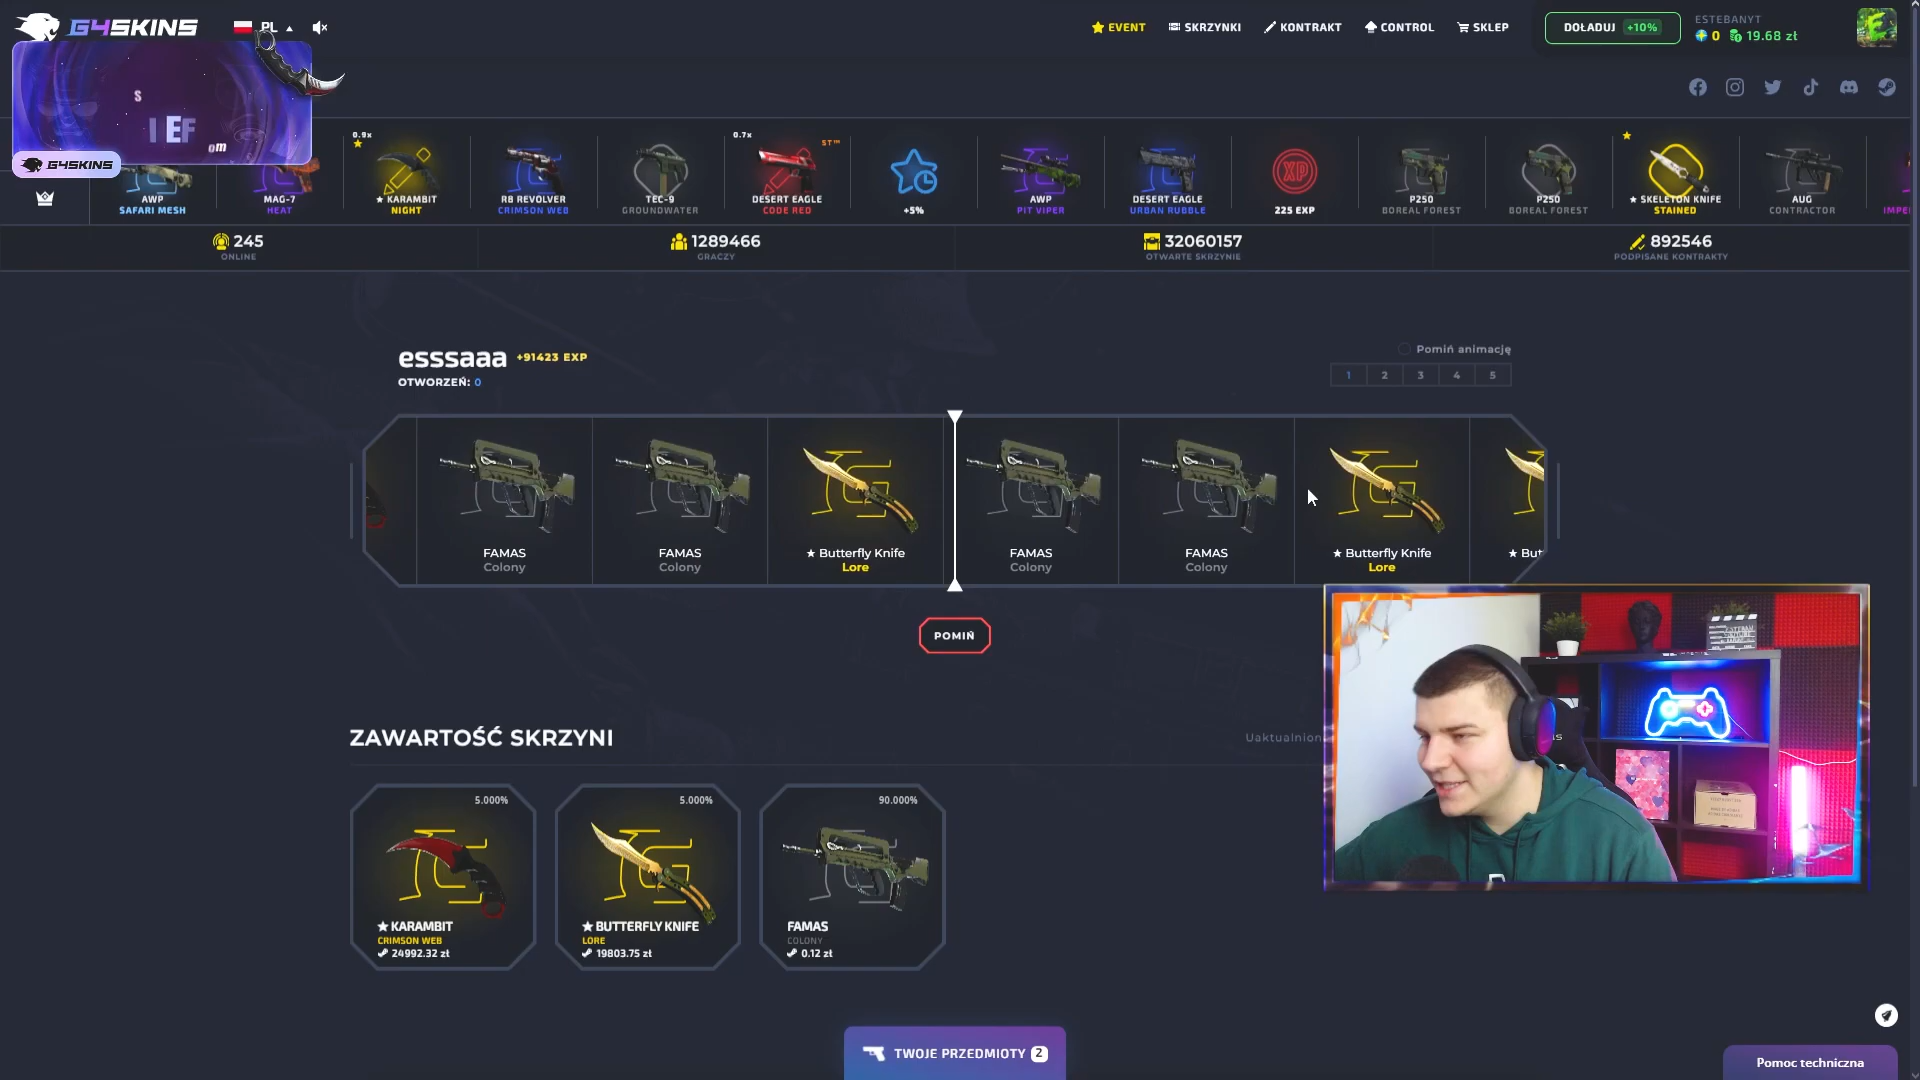 G4SKINS
PL
EVENT
SKRZYNKI
KONTRAKT
CONTROL
SKLEP
DOŁADUJ +10%
ESTEBANYT
0 19.68 zł
S
I EF
om
G4SKINS
AWP
SAFARI MESH
MAG-7
HEAT
0.9x
★ KARAMBIT
NIGHT
R8 REVOLVER
CRIMSON WEB
TEC-9
GROUNDWATER
0.7x
ST™
DESERT EAGLE
CODE RED
+5%
AWP
PIT VIPER
DESERT EAGLE
URBAN RUBBLE
XP
225 EXP
P250
BOREAL FOREST
P250
BOREAL FOREST
★ SKELETON KNIFE
STAINED
AUG
CONTRACTOR
IMPE
245
ONLINE
1289466
GRACZY
32060157
OTWARTE SKRZYNIE
892546
PODPISANE KONTRAKTY
esssaaa +91423 EXP
OTWORZEŃ: 0
Pomiń animację
1 2 3 4 5
FAMAS
Colony
FAMAS
Colony
★ Butterfly Knife
Lore
FAMAS
Colony
FAMAS
Colony
★ Butterfly Knife
Lore
★ But
POMIŃ
ZAWARTOŚĆ SKRZYNI
Uaktualnion
5.000%
★ KARAMBIT
CRIMSON WEB
24992.32 zł
5.000%
★ BUTTERFLY KNIFE
LORE
19803.75 zł
90.000%
FAMAS
COLONY
0.12 zł
TWOJE PRZEDMIOTY 2
Pomoc techniczna